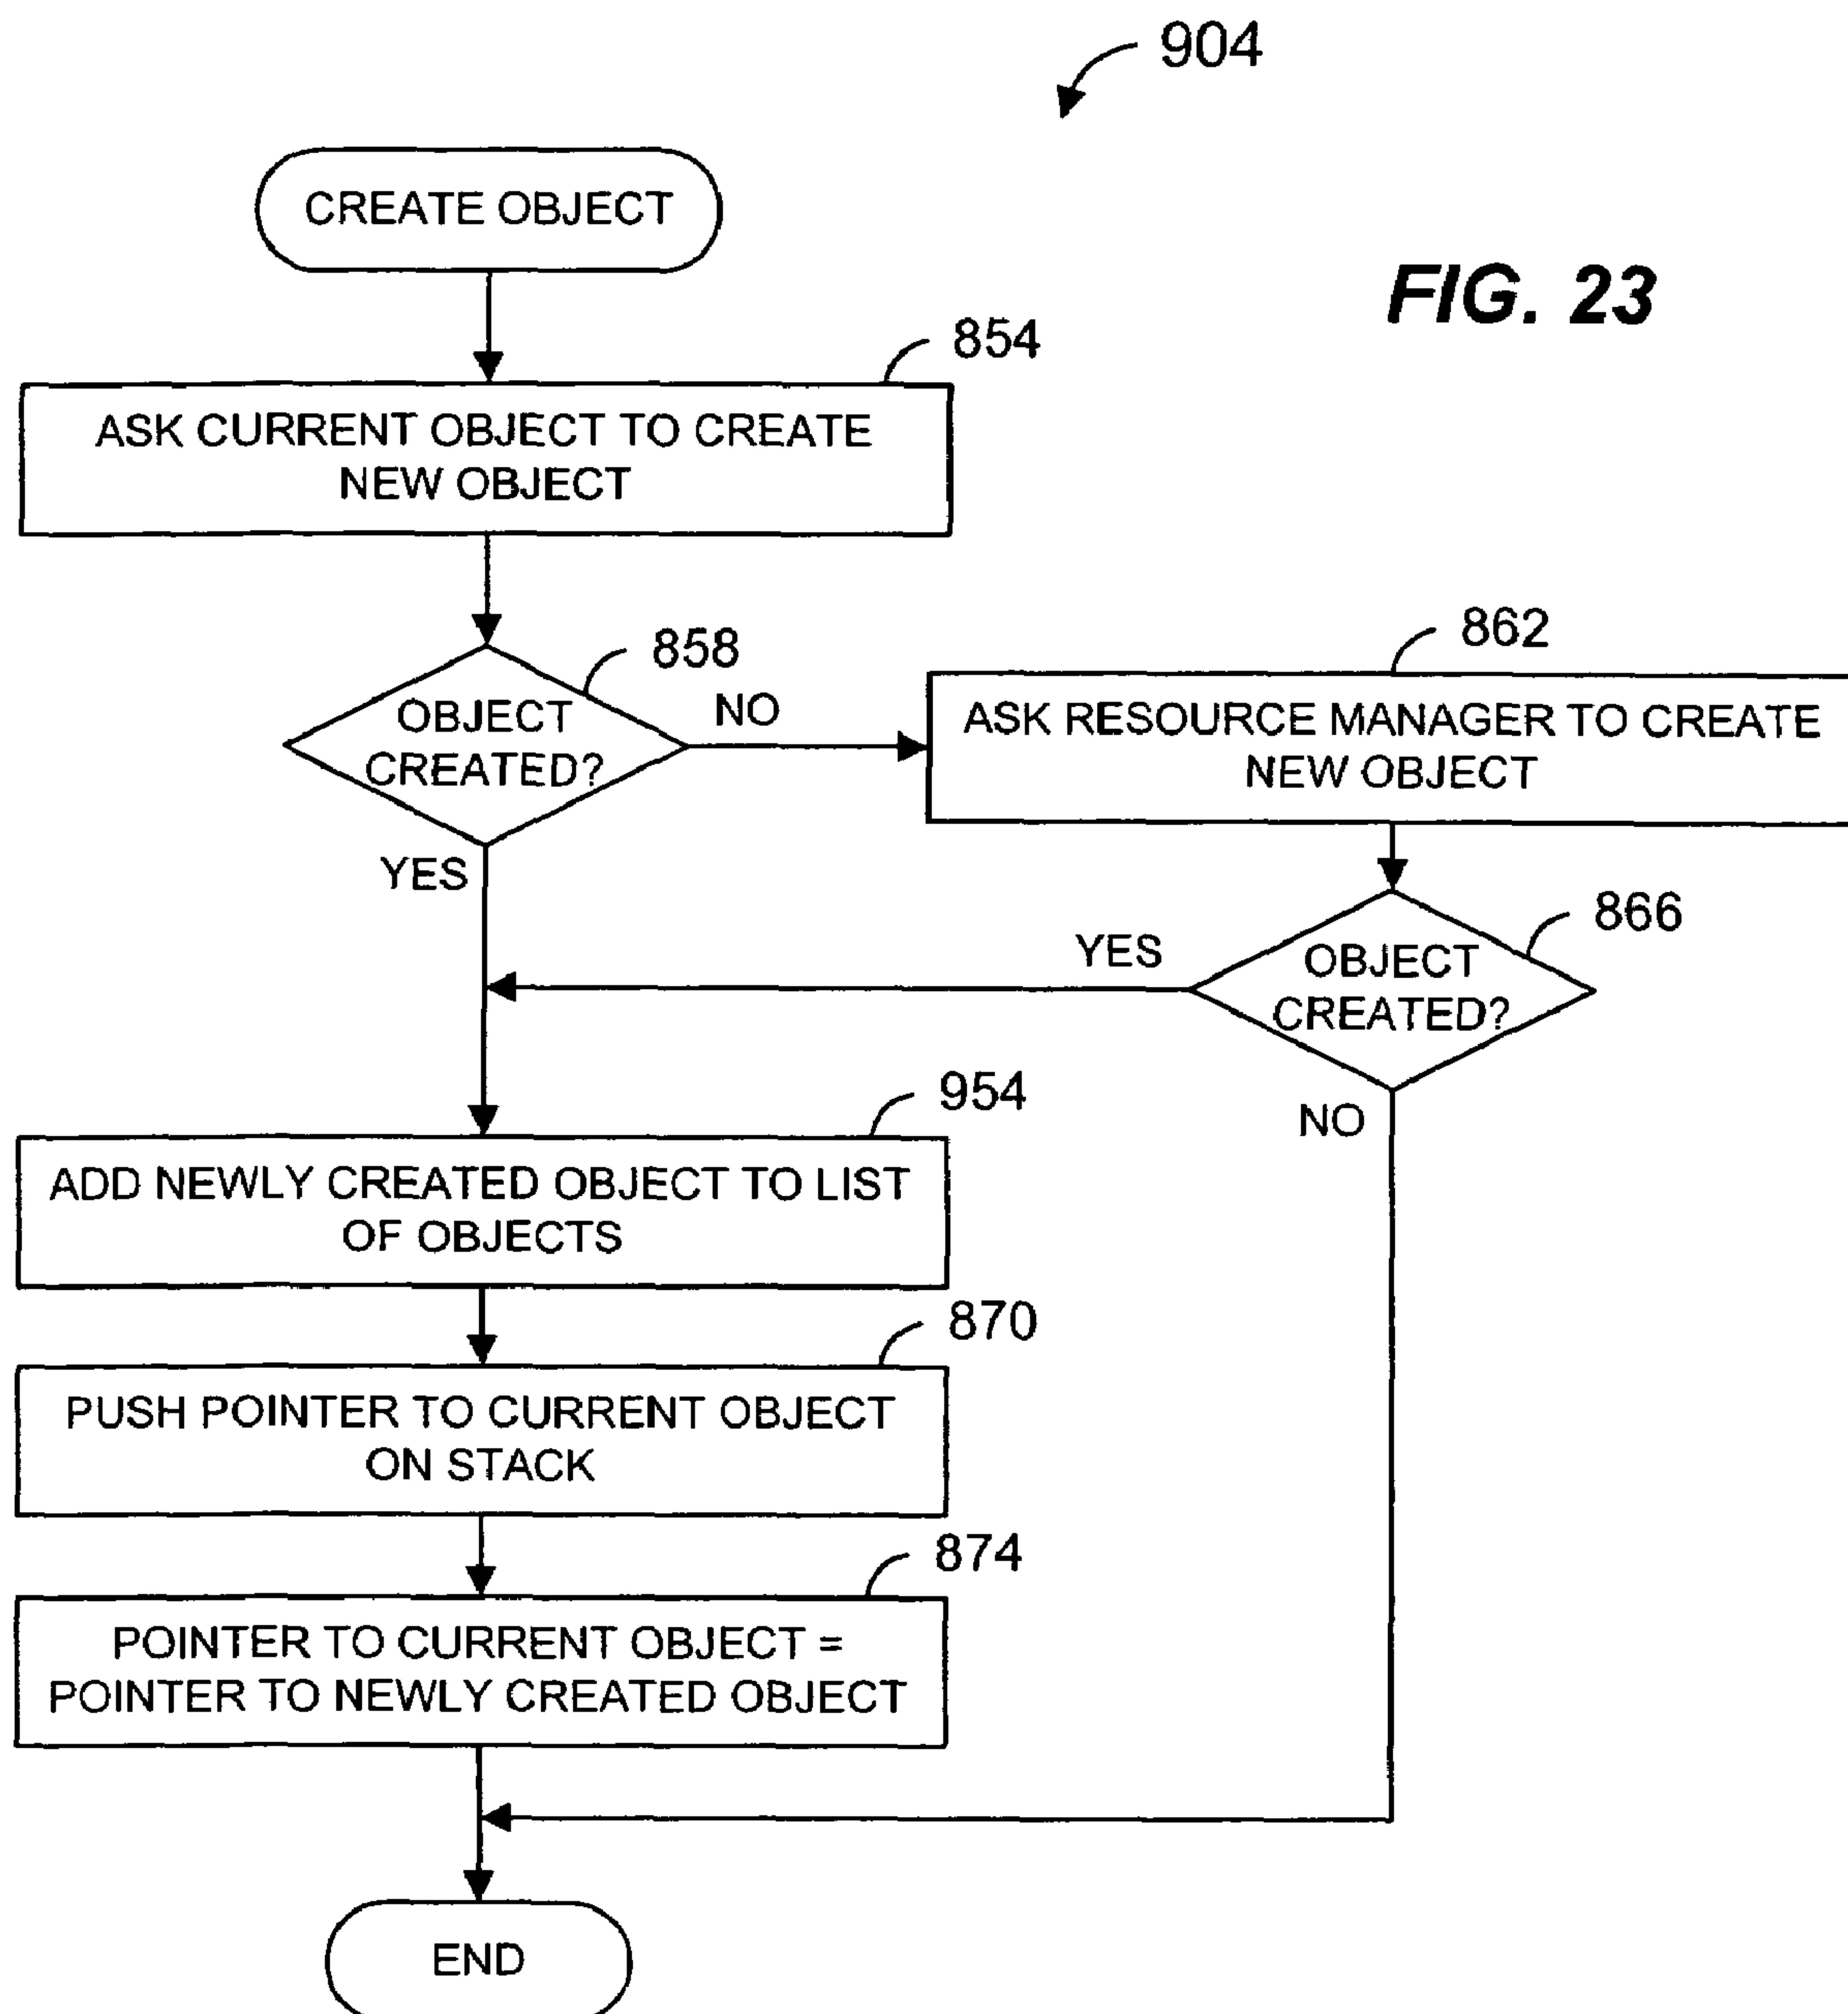 904
CREATE OBJECT
FIG. 23
854
ASK CURRENT OBJECT TO CREATE
NEW OBJECT
858
OBJECT
CREATED?
NO
862
ASK RESOURCE MANAGER TO CREATE
NEW OBJECT
YES
866
OBJECT
CREATED?
YES
NO
954
ADD NEWLY CREATED OBJECT TO LIST
OF OBJECTS
870
PUSH POINTER TO CURRENT OBJECT
ON STACK
874
POINTER TO CURRENT OBJECT =
POINTER TO NEWLY CREATED OBJECT
END